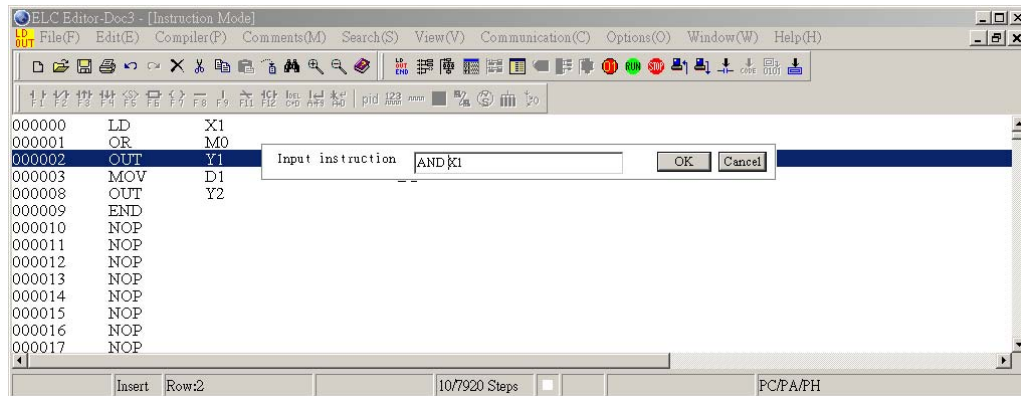 ELC Editor-Doc3 - [Instruction Mode]
File(F) Edit(E) Compiler(P) Comments(M) Search(S) View(V) Communication(C) Options(O) Window(W) Help(H)
000000 LD X1
000001 OR M0
000002 OUT Y1
Input instruction AND X1 OK Cancel
000003 MOV D1
000008 OUT Y2
000009 END
000010 NOP
000011 NOP
000012 NOP
000013 NOP
000014 NOP
000015 NOP
000016 NOP
000017 NOP
Insert Row:2 10/7920 Steps PC/PA/PH